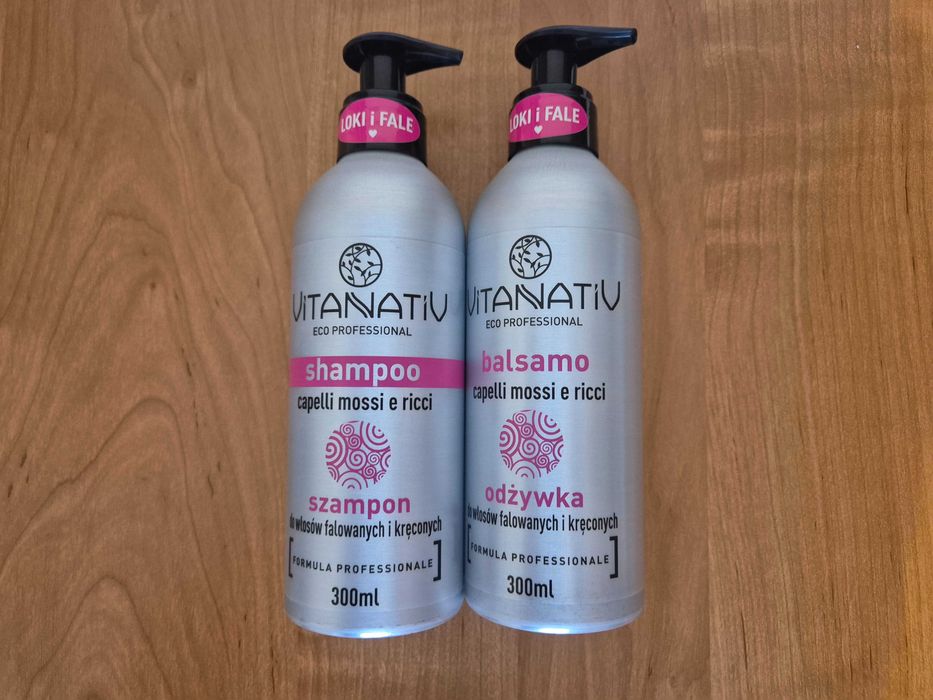 LOKI i FALE
VITANATIV
ECO PROFESSIONAL
shampoo
capelli mossi e ricci
szampon
do włosów falowanych i kręconych
FORMULA PROFESSIONALE
300ml
LOKI i FALE
VITANATIV
ECO PROFESSIONAL
balsamo
capelli mossi e ricci
odżywka
do włosów falowanych i kręconych
FORMULA PROFESSIONALE
300ml